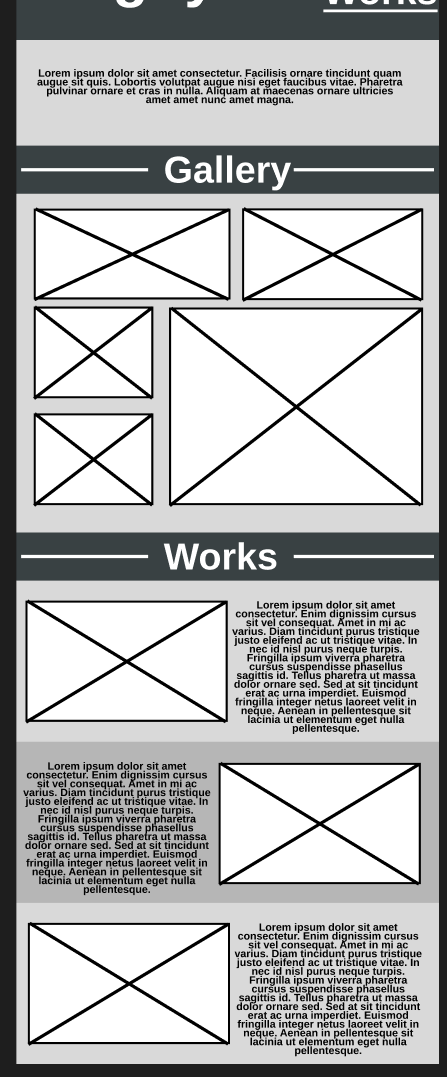 Works
Lorem ipsum dolor sit amet consectetur. Facilisis ornare tincidunt quam
augue sit quis. Lobortis volutpat augue nisi eget faucibus vitae. Pharetra
pulvinar ornare et cras in nulla. Aliquam at maecenas ornare ultricies
amet amet nunc amet magna.
Gallery
Works
Lorem ipsum dolor sit amet
consectetur. Enim dignissim cursus
sit vel consequat. Amet in mi ac
varius. Diam tincidunt purus tristique
justo eleifend ac ut tristique vitae. In
nec id nisl purus neque turpis.
Fringilla ipsum viverra pharetra
cursus suspendisse phasellus
sagittis id. Tellus pharetra ut massa
dolor ornare sed. Sed at sit tincidunt
erat ac urna imperdiet. Euismod
fringilla integer netus laoreet velit in
neque. Aenean in pellentesque sit
lacinia ut elementum eget nulla
pellentesque.
Lorem ipsum dolor sit amet
consectetur. Enim dignissim cursus
sit vel consequat. Amet in mi ac
varius. Diam tincidunt purus tristique
justo eleifend ac ut tristique vitae. In
nec id nisl purus neque turpis.
Fringilla ipsum viverra pharetra
cursus suspendisse phasellus
sagittis id. Tellus pharetra ut massa
dolor ornare sed. Sed at sit tincidunt
erat ac urna imperdiet. Euismod
fringilla integer netus laoreet velit in
neque. Aenean in pellentesque sit
lacinia ut elementum eget nulla
pellentesque.
Lorem ipsum dolor sit amet
consectetur. Enim dignissim cursus
sit vel consequat. Amet in mi ac
varius. Diam tincidunt purus tristique
justo eleifend ac ut tristique vitae. In
nec id nisl purus neque turpis.
Fringilla ipsum viverra pharetra
cursus suspendisse phasellus
sagittis id. Tellus pharetra ut massa
dolor ornare sed. Sed at sit tincidunt
erat ac urna imperdiet. Euismod
fringilla integer netus laoreet velit in
neque. Aenean in pellentesque sit
lacinia ut elementum eget nulla
pellentesque.